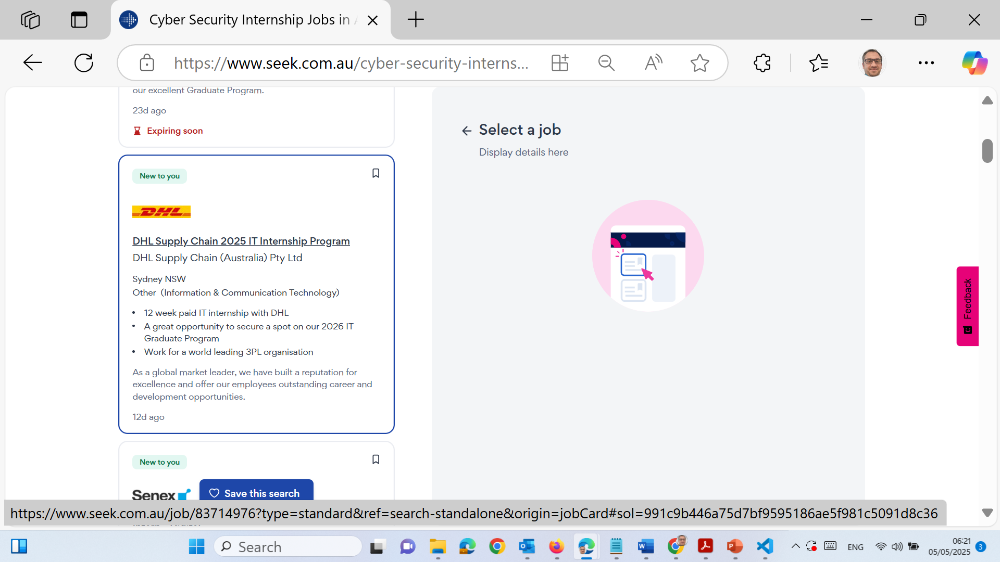 Cyber Security Internship Jobs in
https://www.seek.com.au/cyber-security-interns...
our excellent Graduate Program.
23d ago
Expiring soon
New to you
DHL
DHL Supply Chain 2025 IT Internship Program
DHL Supply Chain (Australia) Pty Ltd
Sydney NSW
Other (Information & Communication Technology)
• 12 week paid IT internship with DHL
• A great opportunity to secure a spot on our 2026 IT
Graduate Program
• Work for a world leading 3PL organisation
As a global market leader, we have built a reputation for
excellence and offer our employees outstanding career and
development opportunities.
12d ago
New to you
Senex
Save this search
Select a job
Display details here
Feedback
https://www.seek.com.au/job/83714976?type=standard&ref=search-standalone&origin=jobCard#sol=991c9b446a75d7bf9595186ae5f981c5091d8c36
Search
ENG
06:21
05/05/2025
3